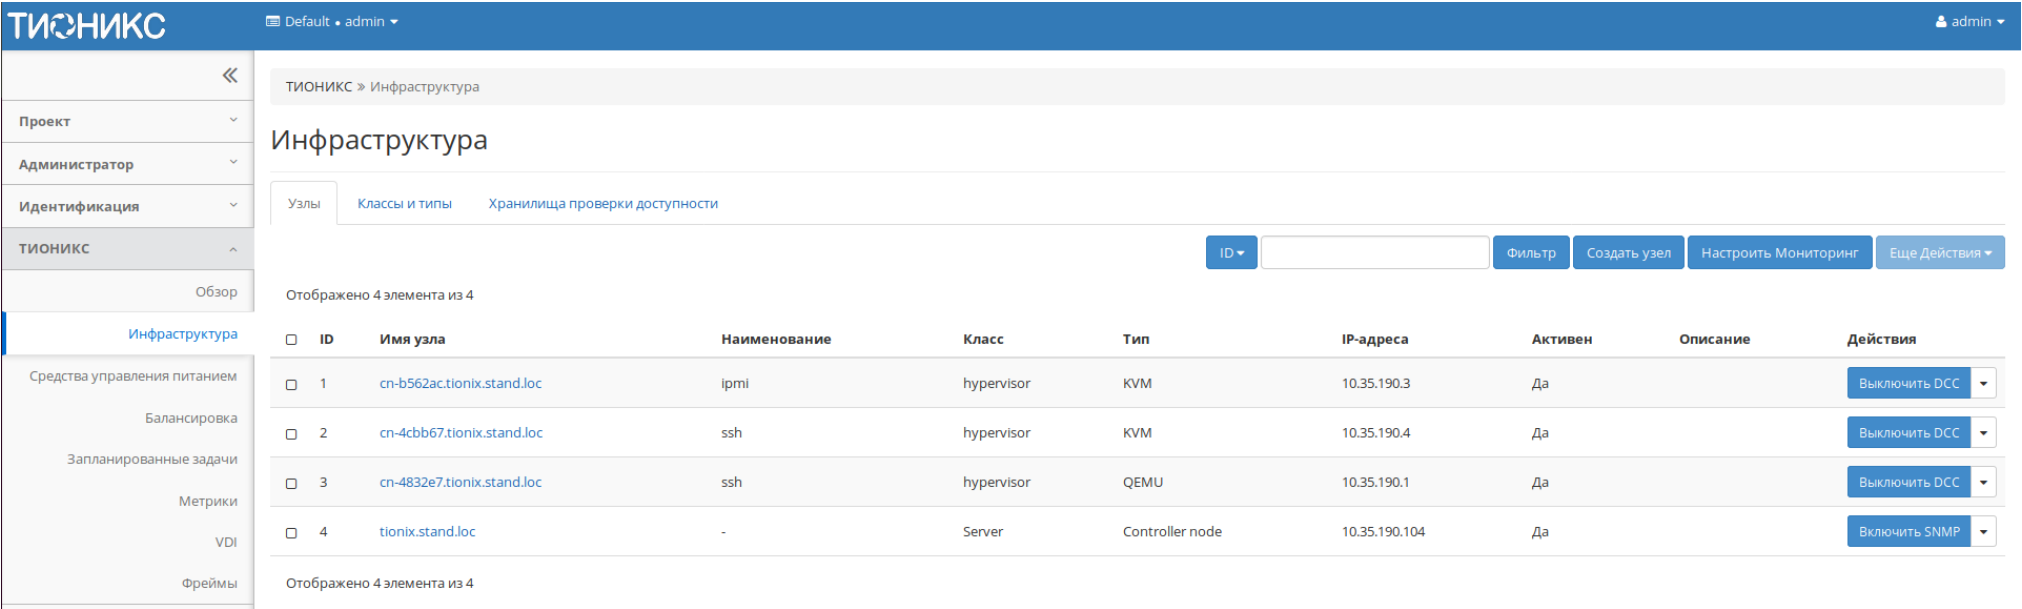 ТИОНИКС
Default • admin
admin
Проект
Администратор
Идентификация
ТИОНИКС
Обзор
Инфраструктура
Средства управления питанием
Балансировка
Запланированные задачи
Метрики
VDI
Фреймы
ТИОНИКС » Инфраструктура
Инфраструктура
Узлы Классы и типы Хранилища проверки доступности
ID Фильтр Создать узел Настроить Мониторинг Еще Действия
Отображено 4 элемента из 4
ID Имя узла Наименование Класс Тип IP-адреса Активен Описание Действия
1 cn-b562ac.tionix.stand.loc ipmi hypervisor KVM 10.35.190.3 Да Выключить DCC
2 cn-4cbb67.tionix.stand.loc ssh hypervisor KVM 10.35.190.4 Да Выключить DCC
3 cn-4832e7.tionix.stand.loc ssh hypervisor QEMU 10.35.190.1 Да Выключить DCC
4 tionix.stand.loc - Server Controller node 10.35.190.104 Да Включить SNMP
Отображено 4 элемента из 4